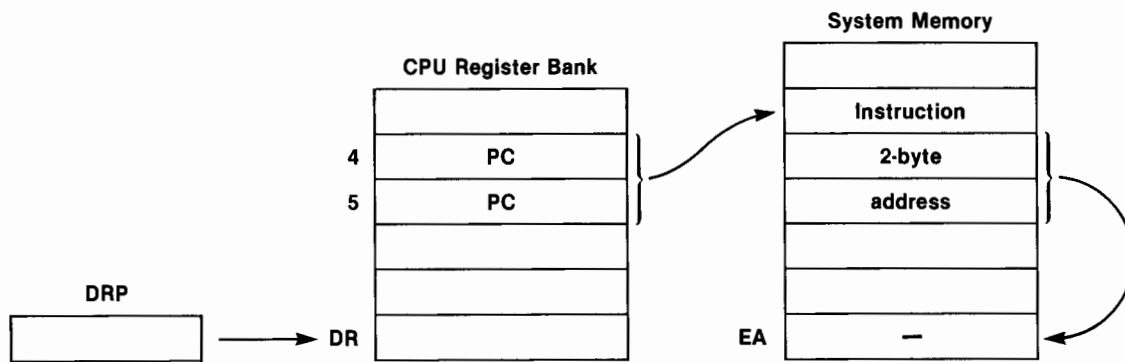 System Memory
CPU Register Bank
Instruction
4 PC 2-byte
5 PC address
DRP
DR EA —